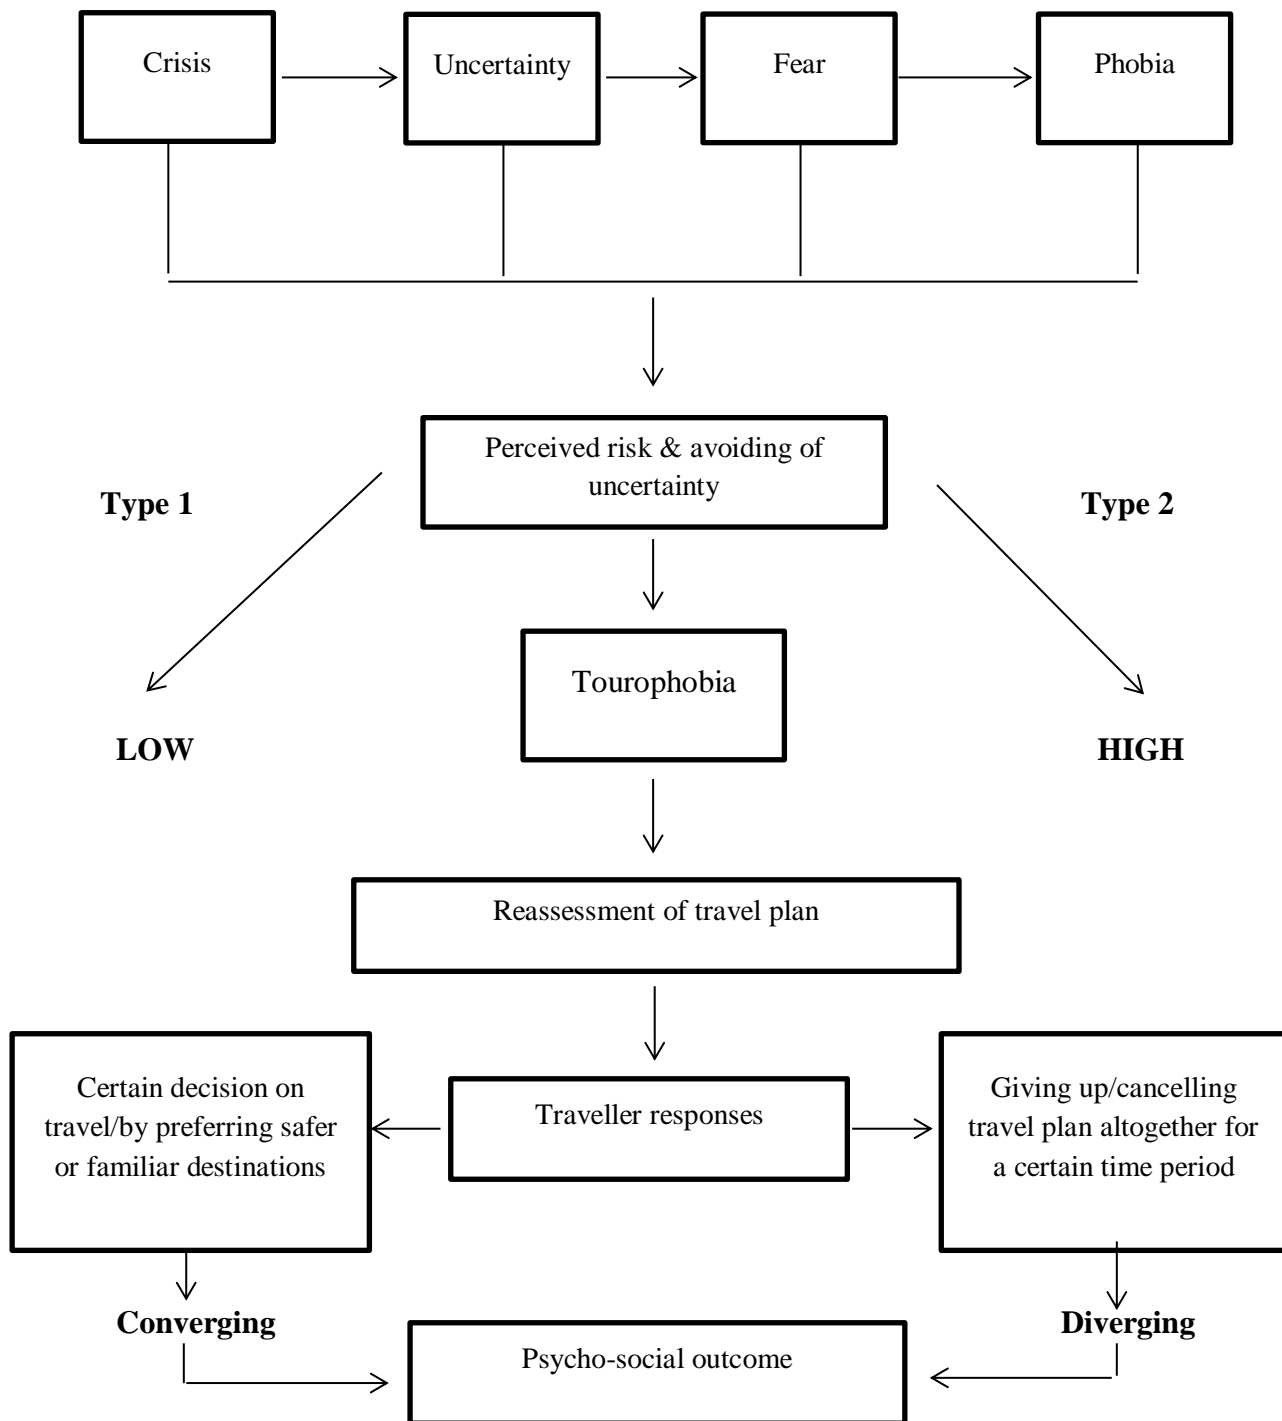 Crisis
Uncertainty
Fear
Phobia
Perceived risk & avoiding of
uncertainty
Type 1
Type 2
Tourophobia
LOW
HIGH
Reassessment of travel plan
Certain decision on
travel/by preferring safer
or familiar destinations
Traveller responses
Giving up/cancelling
travel plan altogether for
a certain time period
Converging
Diverging
Psycho-social outcome